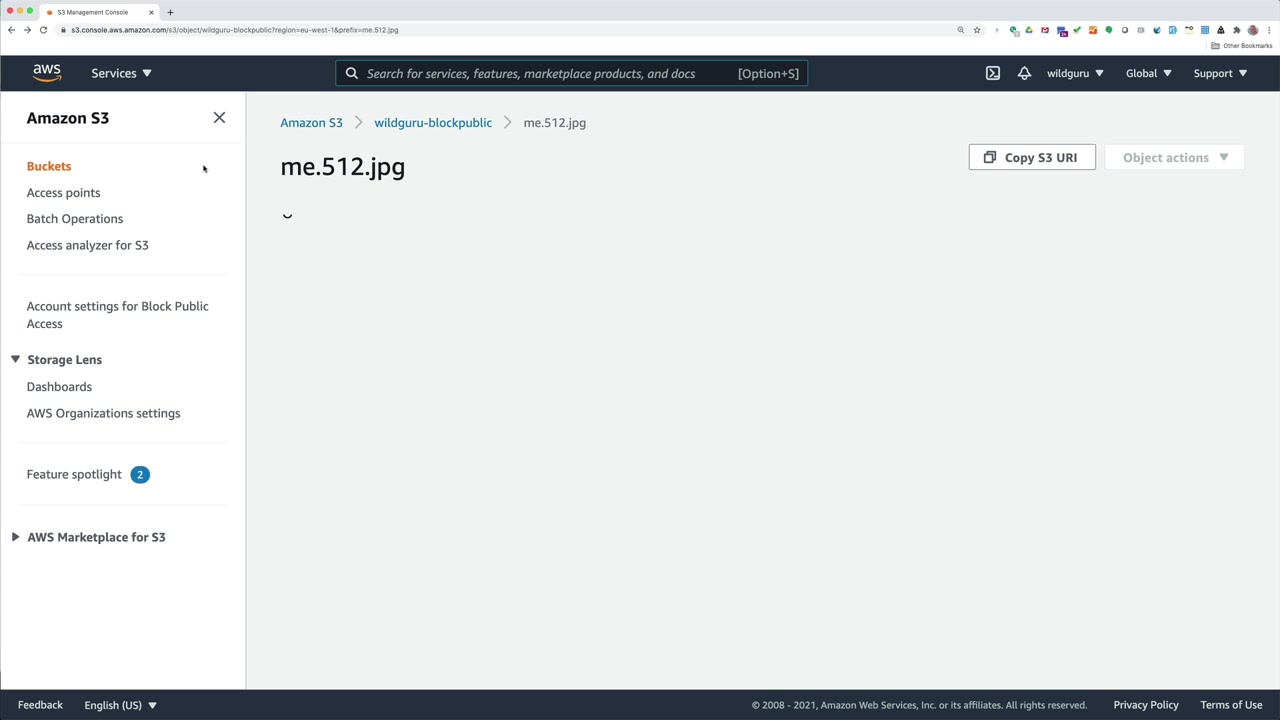 S3 Management Console
s3.console.aws.amazon.com/s3/object/wildguru-blockpublic?region=eu-west-1&prefix=me.512.jpg
Other Bookmarks
aws
Services
Search for services, features, marketplace products, and docs
[Option+S]
wildguru
Global
Support
Amazon S3
Buckets
Access points
Batch Operations
Access analyzer for S3
Account settings for Block Public
Access
Storage Lens
Dashboards
AWS Organizations settings
Feature spotlight 2
AWS Marketplace for S3
Amazon S3
wildguru-blockpublic
me.512.jpg
me.512.jpg
Copy S3 URI
Object actions
Feedback
English (US)
© 2008 - 2021, Amazon Web Services, Inc. or its affiliates. All rights reserved.
Privacy Policy
Terms of Use